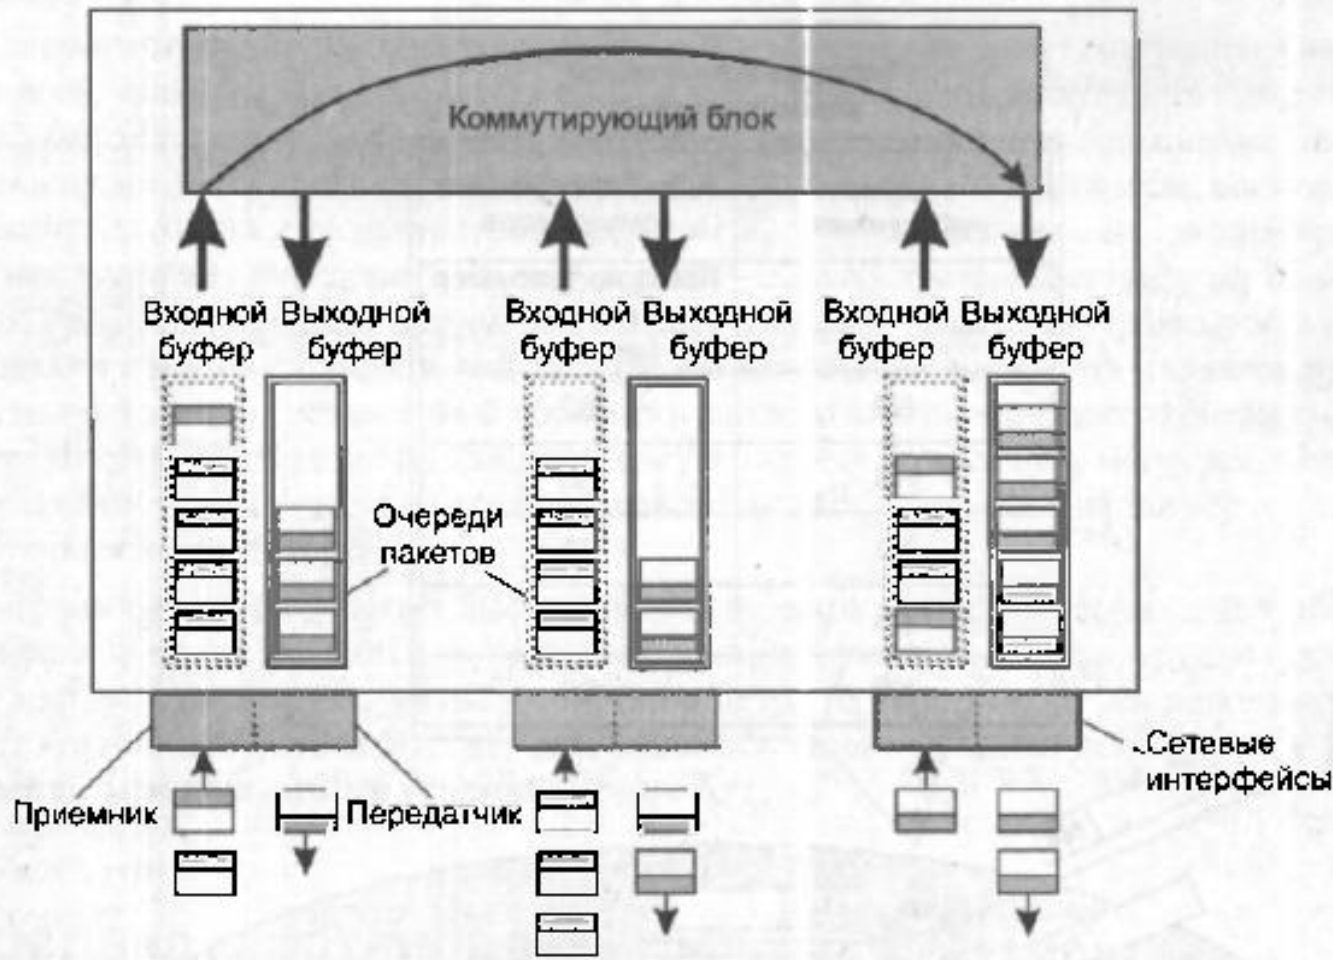 Коммутирующий блок
Входной Выходной Входной Выходной Входной Выходной
буфер буфер буфер буфер буфер буфер
Очереди
пакетов
Сетевые
интерфейсы
Приемник Передатчик